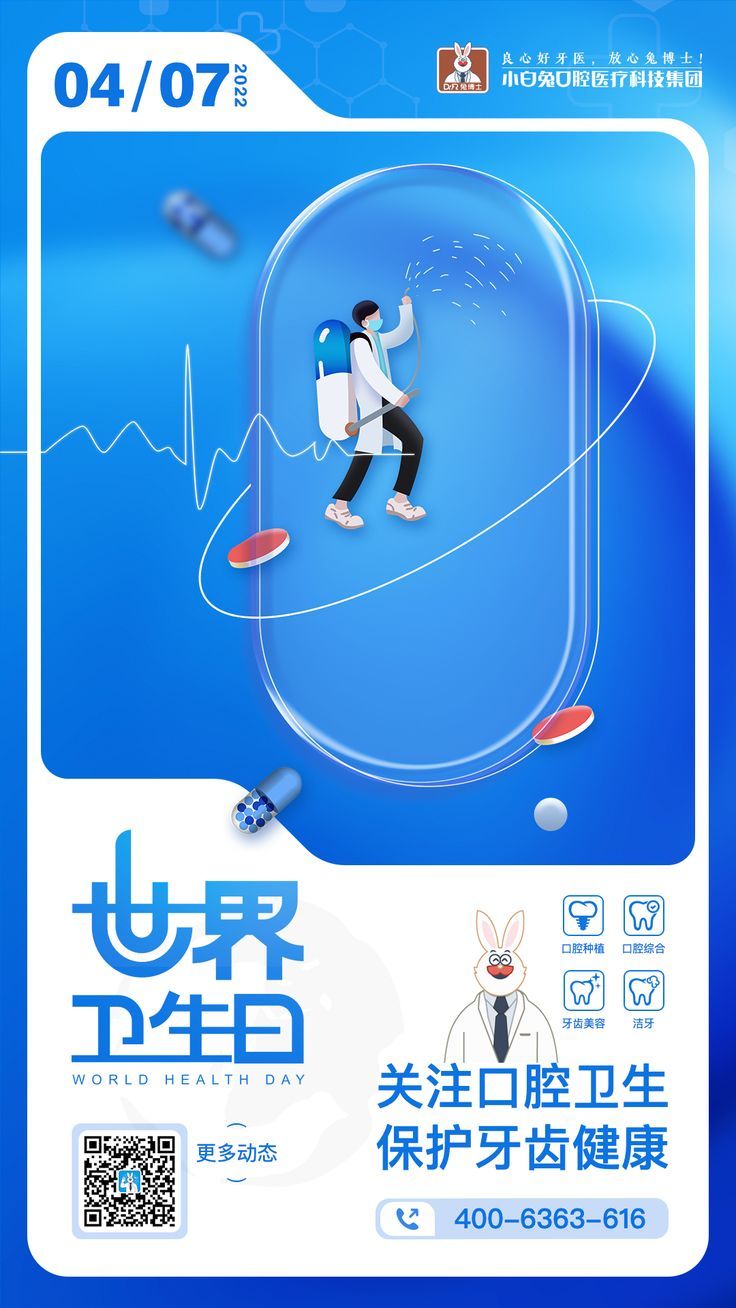 04/07
2022
良心好牙医，放心兔博士！
小白兔口腔医疗科技集团
Dr.R 兔博士
世界
卫生日
WORLD HEALTH DAY
口腔种植
口腔综合
牙齿美容
洁牙
关注口腔卫生
保护牙齿健康
更多动态
400-6363-616